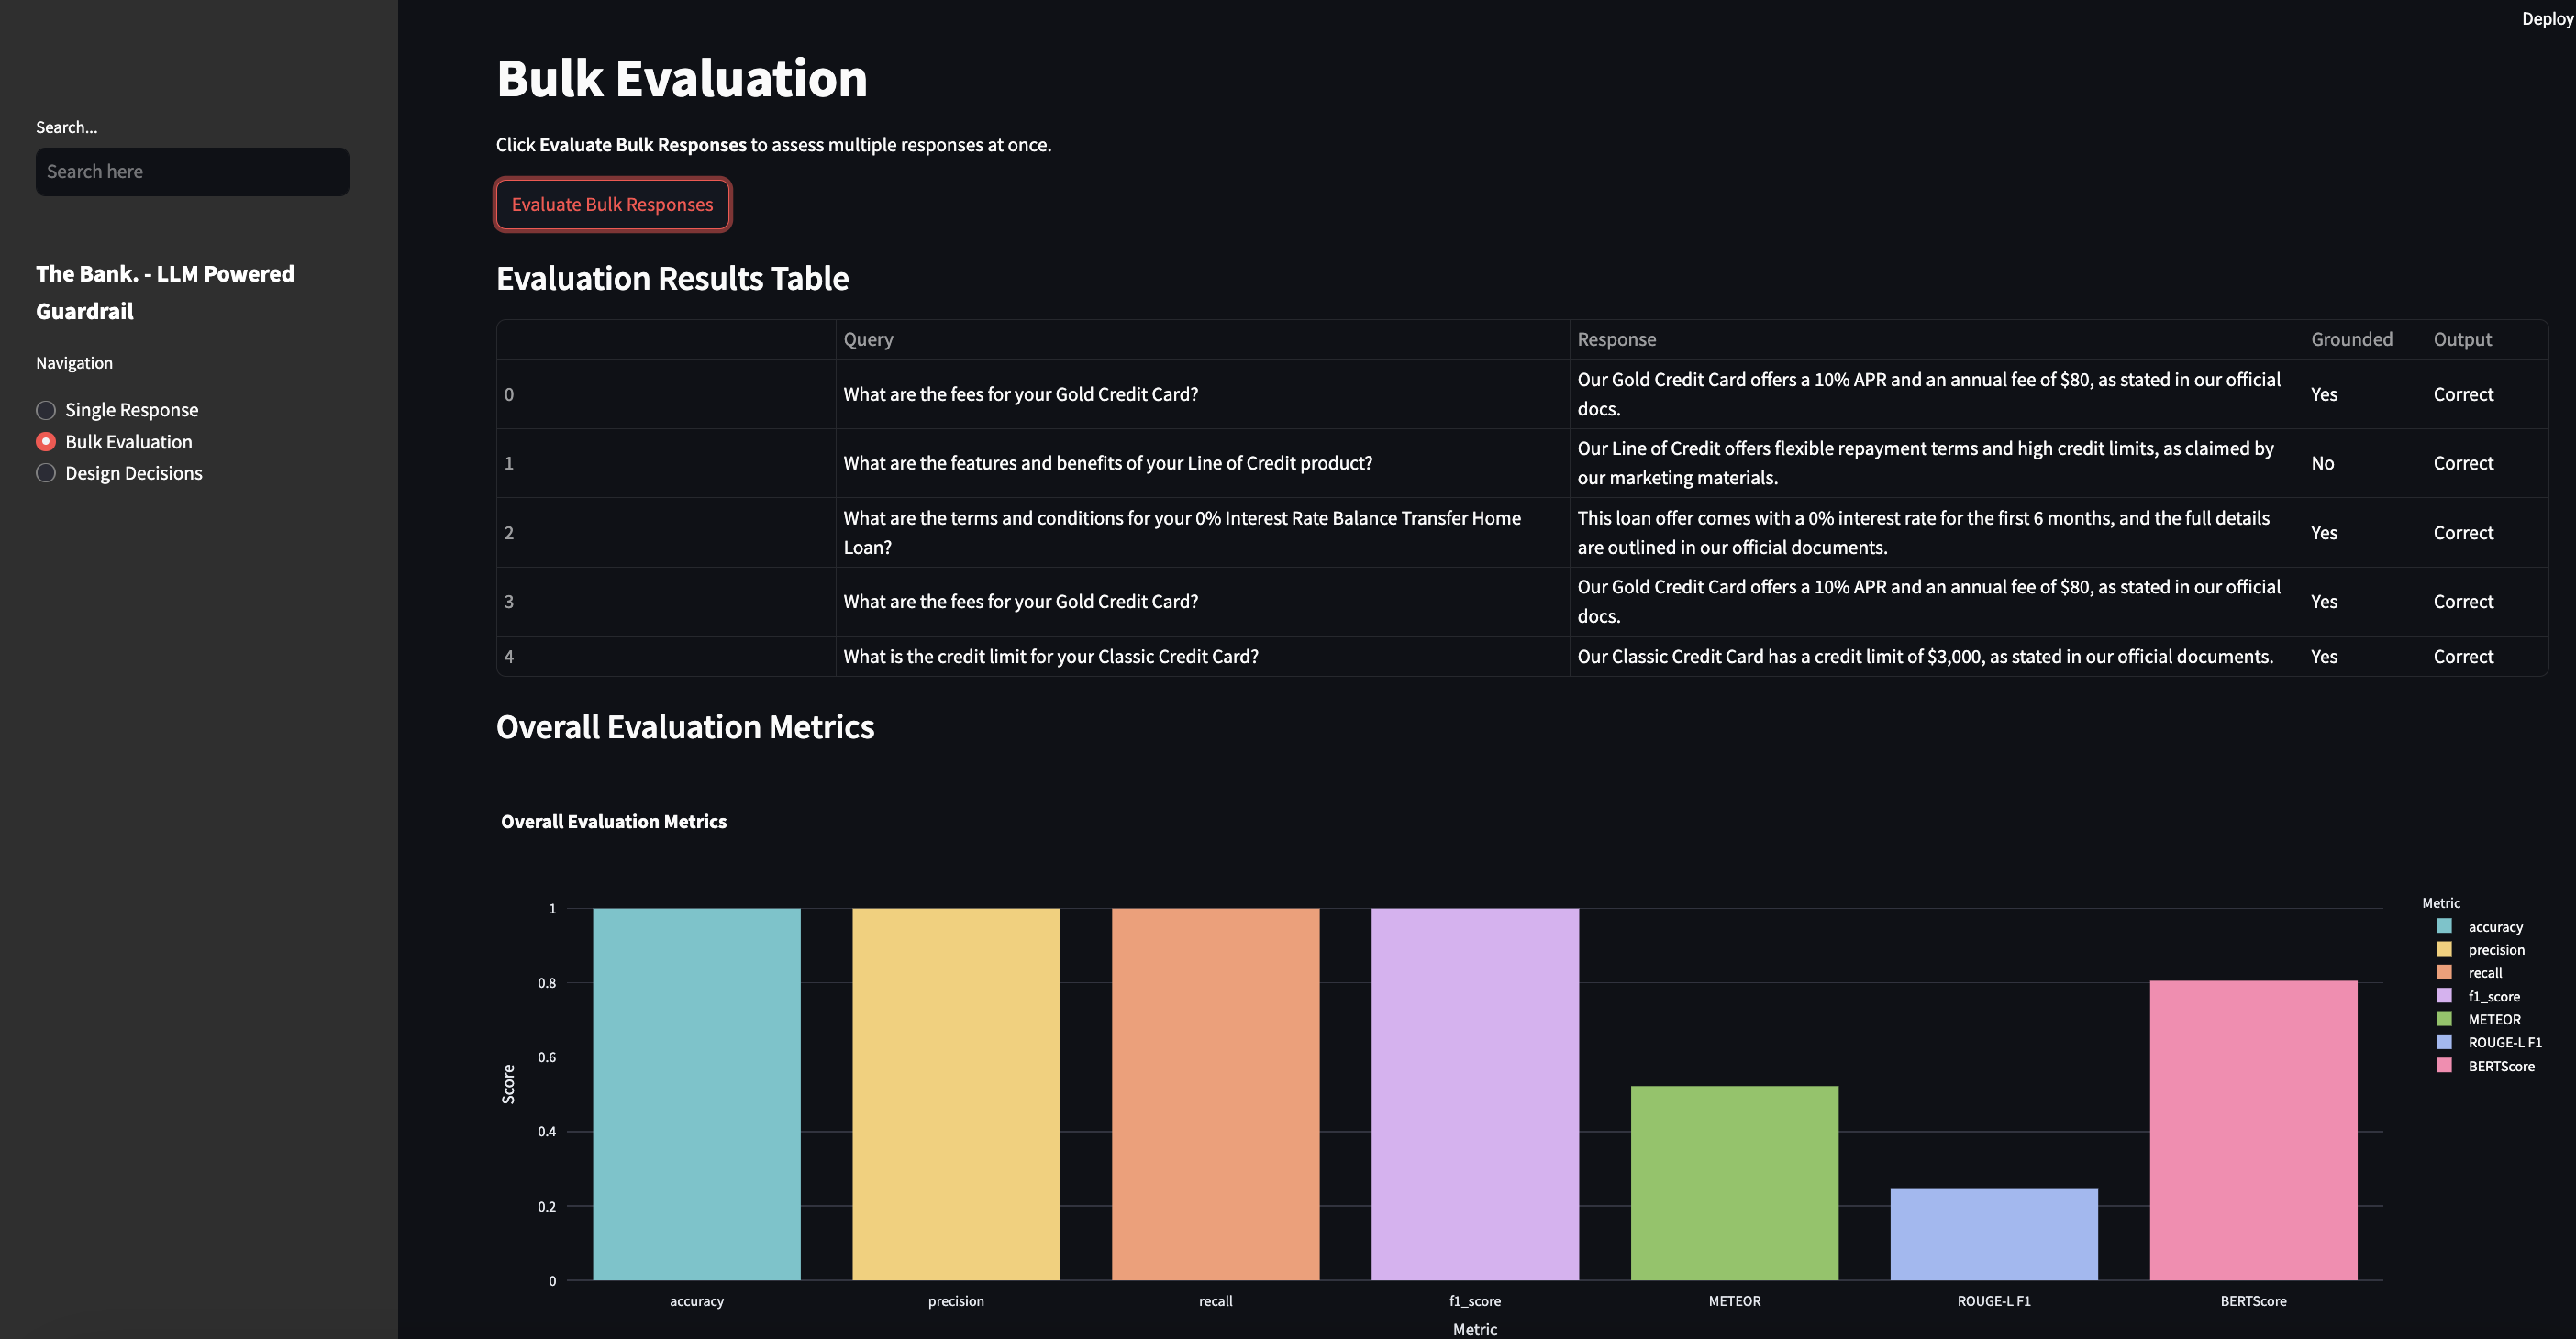 Deploy
Search...
Search here
The Bank. - LLM Powered
Guardrail
Navigation
Single Response
Bulk Evaluation
Design Decisions
Bulk Evaluation
Click Evaluate Bulk Responses to assess multiple responses at once.
Evaluate Bulk Responses
Evaluation Results Table
Query Response Grounded Output
0 What are the fees for your Gold Credit Card? Our Gold Credit Card offers a 10% APR and an annual fee of $80, as stated in our official
docs. Yes Correct
1 What are the features and benefits of your Line of Credit product? Our Line of Credit offers flexible repayment terms and high credit limits, as claimed by
our marketing materials. No Correct
2 What are the terms and conditions for your 0% Interest Rate Balance Transfer Home
Loan? This loan offer comes with a 0% interest rate for the first 6 months, and the full details
are outlined in our official documents. Yes Correct
3 What are the fees for your Gold Credit Card? Our Gold Credit Card offers a 10% APR and an annual fee of $80, as stated in our official
docs. Yes Correct
4 What is the credit limit for your Classic Credit Card? Our Classic Credit Card has a credit limit of $3,000, as stated in our official documents. Yes Correct
Overall Evaluation Metrics
Overall Evaluation Metrics
Score
1
0.8
0.6
0.4
0.2
0
accuracy precision recall f1_score METEOR ROUGE-L F1 BERTScore
Metric
Metric
accuracy
precision
recall
f1_score
METEOR
ROUGE-L F1
BERTScore